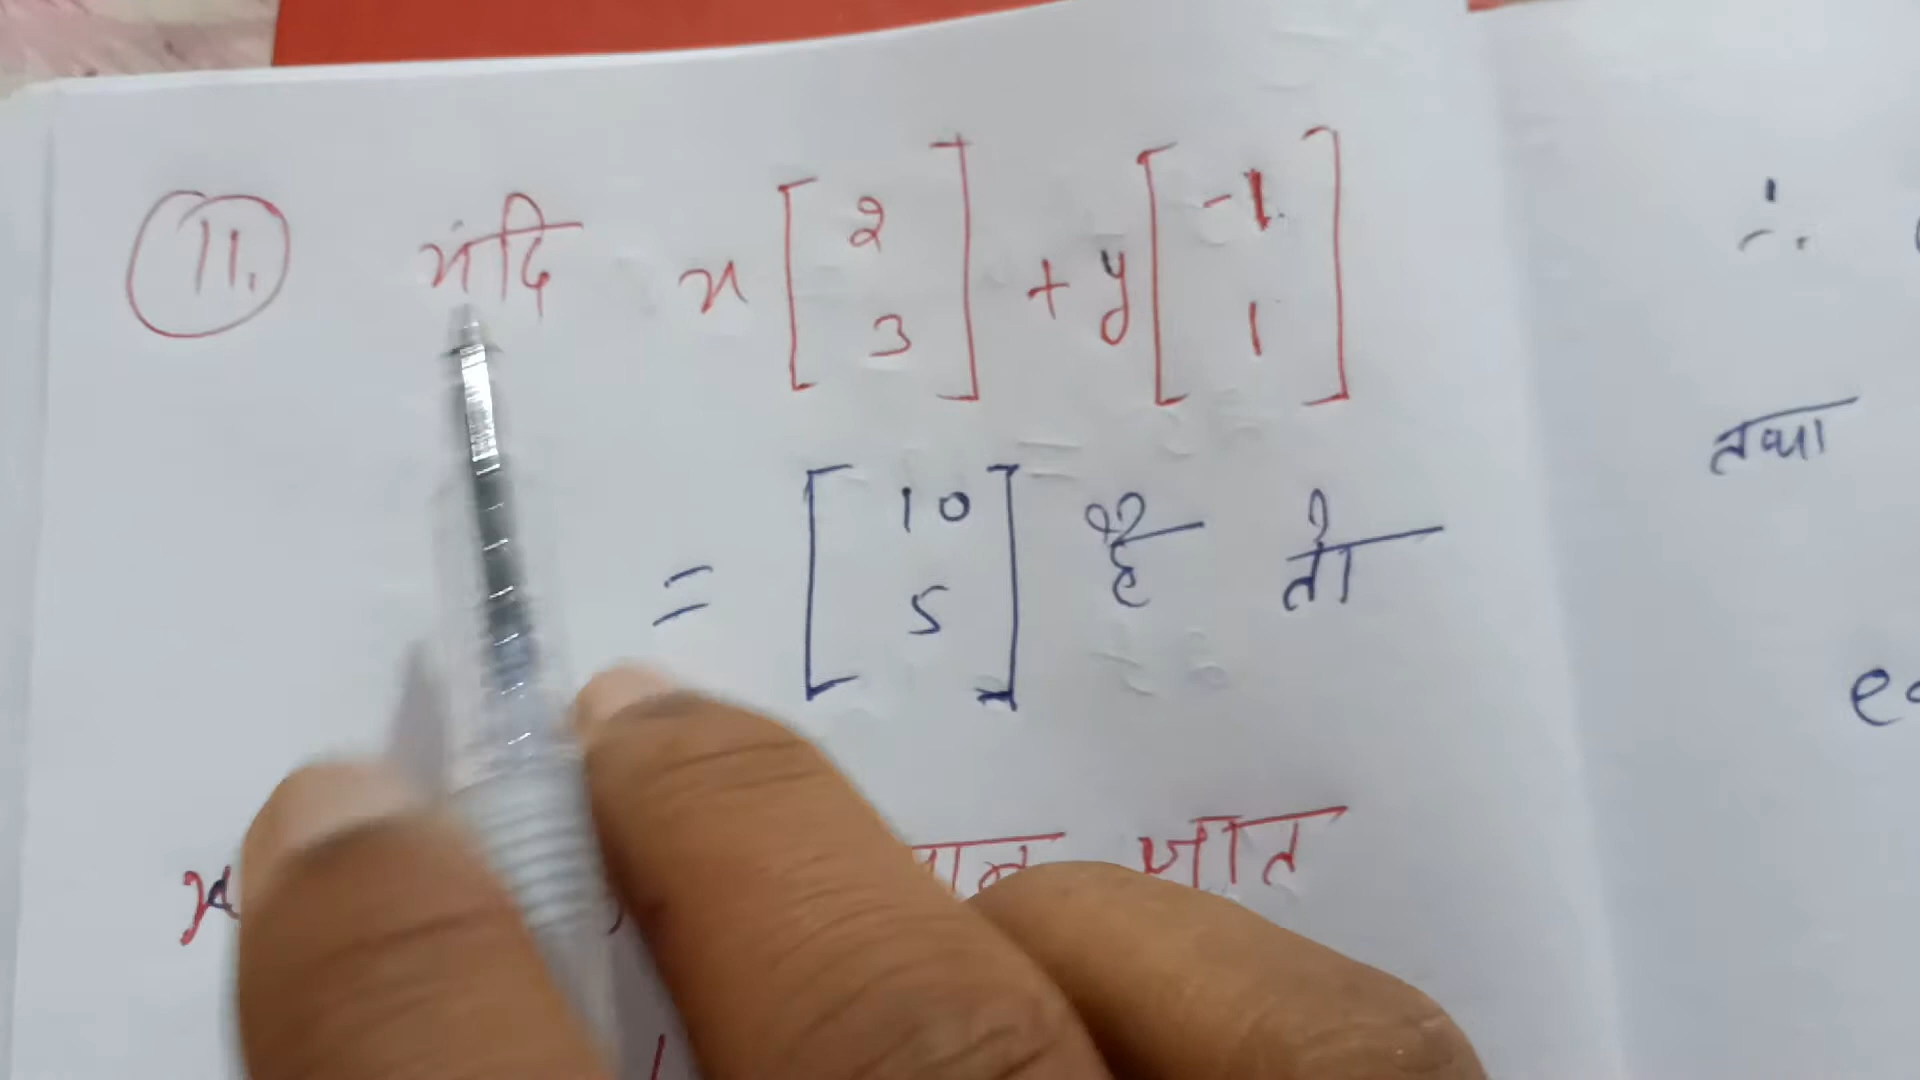 11. यदि x [ 2 3 ] + y [ -1 1 ]
= [ 10 5 ] है तो
x ज्ञात
∴
तथा